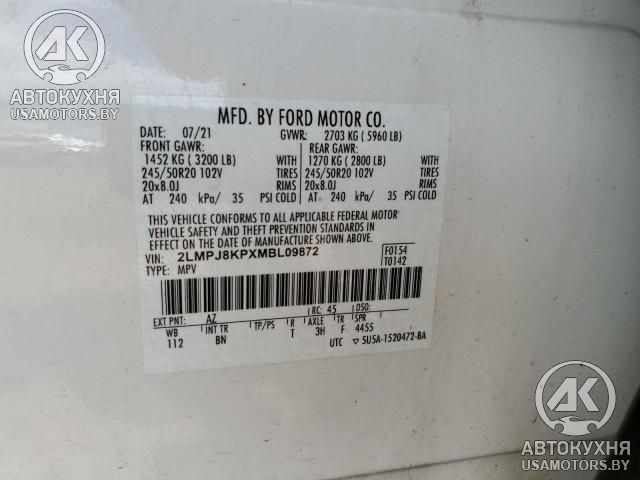 AK
АВТОКУХНЯ
USAMOTORS.BY
MFD. BY FORD MOTOR CO.
DATE: 07/21 GVWR: 2703 KG ( 5960 LB)
FRONT GAWR: REAR GAWR:
1452 KG ( 3200 LB) WITH 1270 KG ( 2800 LB) WITH
245/50R20 102V TIRES 245/50R20 102V TIRES
20x8.0J RIMS 20x8.0J RIMS
AT 240 kPa/ 35 PSI COLD AT 240 kPa/ 35 PSI COLD
THIS VEHICLE CONFORMS TO ALL APPLICABLE FEDERAL MOTOR
VEHICLE SAFETY AND THEFT PREVENTION STANDARDS IN
EFFECT ON THE DATE OF MANUFACTURE SHOWN ABOVE.
VIN: 2LMPJ8KPXMBL09872 F0154
TYPE: MPV T0142
EXT PNT: AZ RC: 45 DSO:
WB INT TR TP/PS R AXLE TR SPR
112 BN T 3H F 4455
UTC ▽ 5U5A-1520472-BA
AK
АВТОКУХНЯ
USAMOTORS.BY